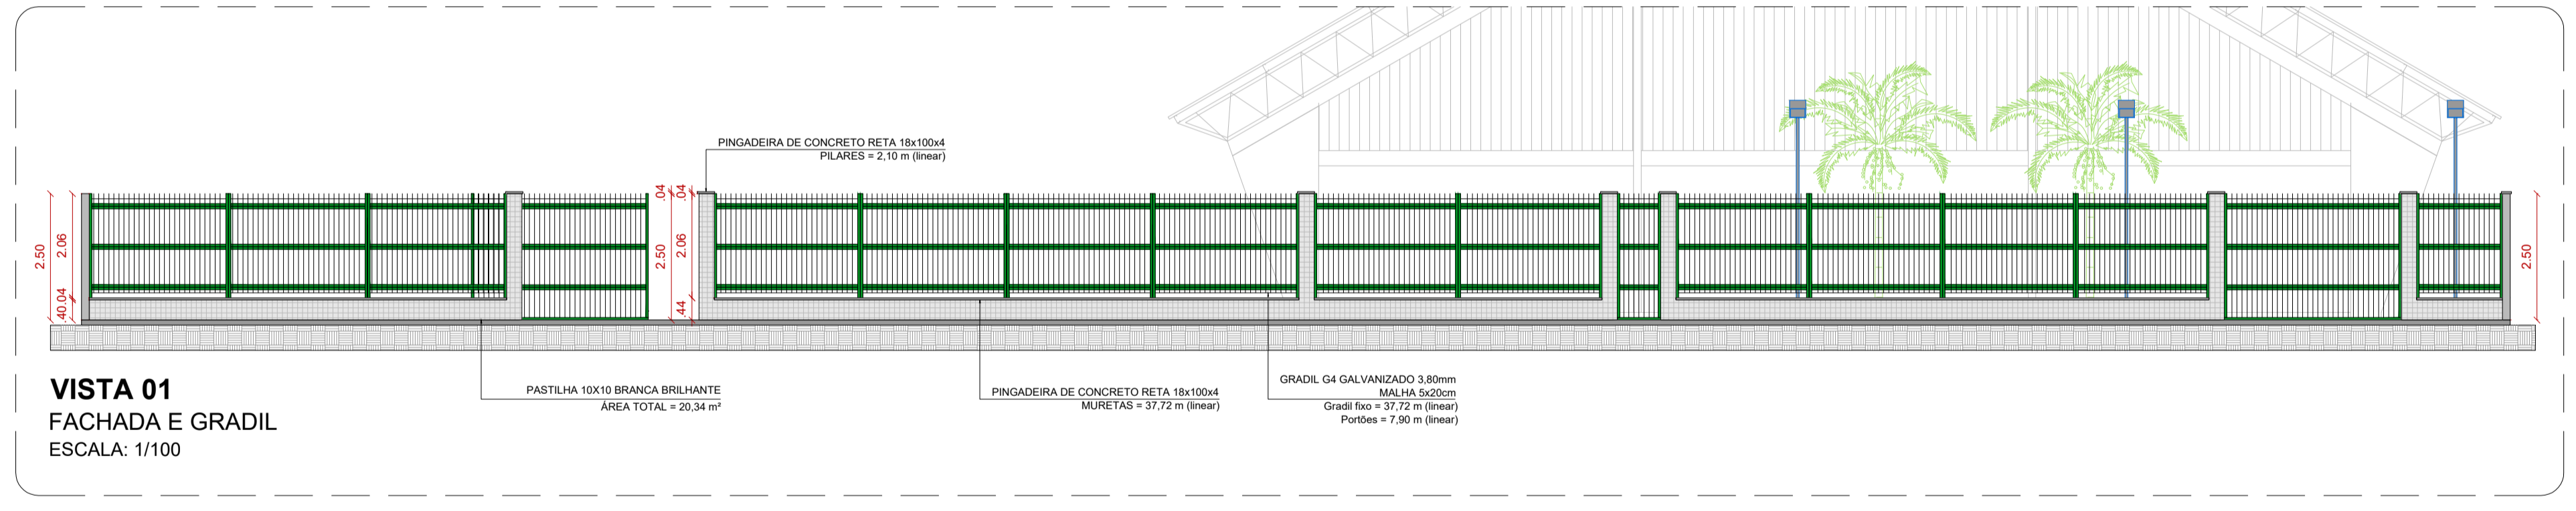 PINGADEIRA DE CONCRETO RETA 18x100x4
PILARES = 2,10 m (linear)
.04
.04
2.50
2.06
.40
.04
2.50
2.06
.44
2.50
PASTILHA 10X10 BRANCA BRILHANTE
ÁREA TOTAL = 20,34 m²
PINGADEIRA DE CONCRETO RETA 18x100x4
MURETAS = 37,72 m (linear)
GRADIL G4 GALVANIZADO 3,80mm
MALHA 5x20cm
Gradil fixo = 37,72 m (linear)
Portões = 7,90 m (linear)
VISTA 01
FACHADA E GRADIL
ESCALA: 1/100